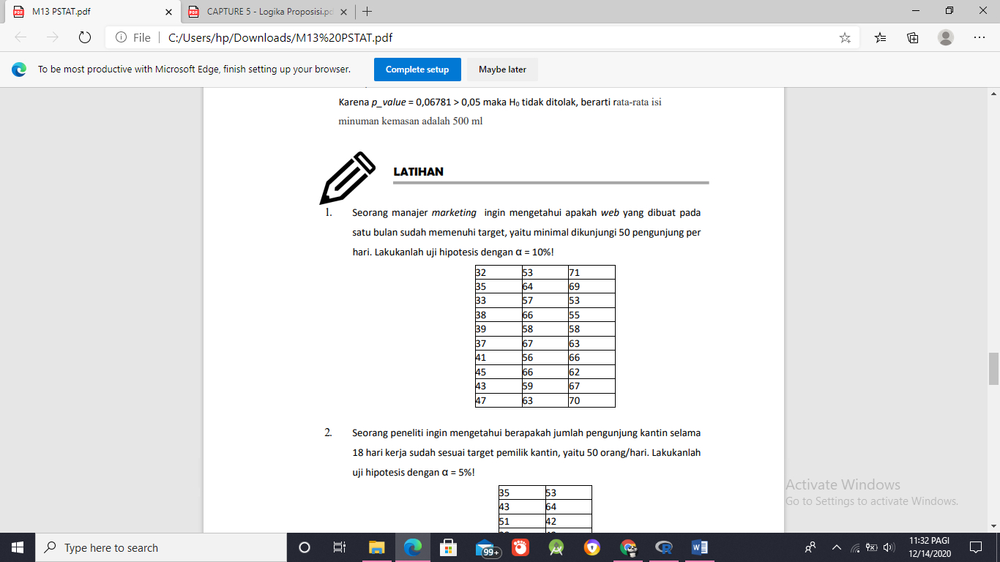 M13 PSTAT.pdf
CAPTURE 5 - Logika Proposisi.pd
File
C:/Users/hp/Downloads/M13%20PSTAT.pdf
To be most productive with Microsoft Edge, finish setting up your browser.
Complete setup
Maybe later
Karena p_value = 0,06781 > 0,05 maka H₀ tidak ditolak, berarti rata-rata isi
minuman kemasan adalah 500 ml
LATIHAN
1. Seorang manajer marketing ingin mengetahui apakah web yang dibuat pada
satu bulan sudah memenuhi target, yaitu minimal dikunjungi 50 pengunjung per
hari. Lakukanlah uji hipotesis dengan α = 10%!
32 53 71
35 64 69
33 57 53
38 66 55
39 58 58
37 67 63
41 56 66
45 66 62
43 59 67
47 63 70
2. Seorang peneliti ingin mengetahui berapakah jumlah pengunjung kantin selama
18 hari kerja sudah sesuai target pemilik kantin, yaitu 50 orang/hari. Lakukanlah
uji hipotesis dengan α = 5%!
35 53
43 64
51 42
Activate Windows
Go to Settings to activate Windows.
Type here to search
99+
11:32 PAGI
12/14/2020